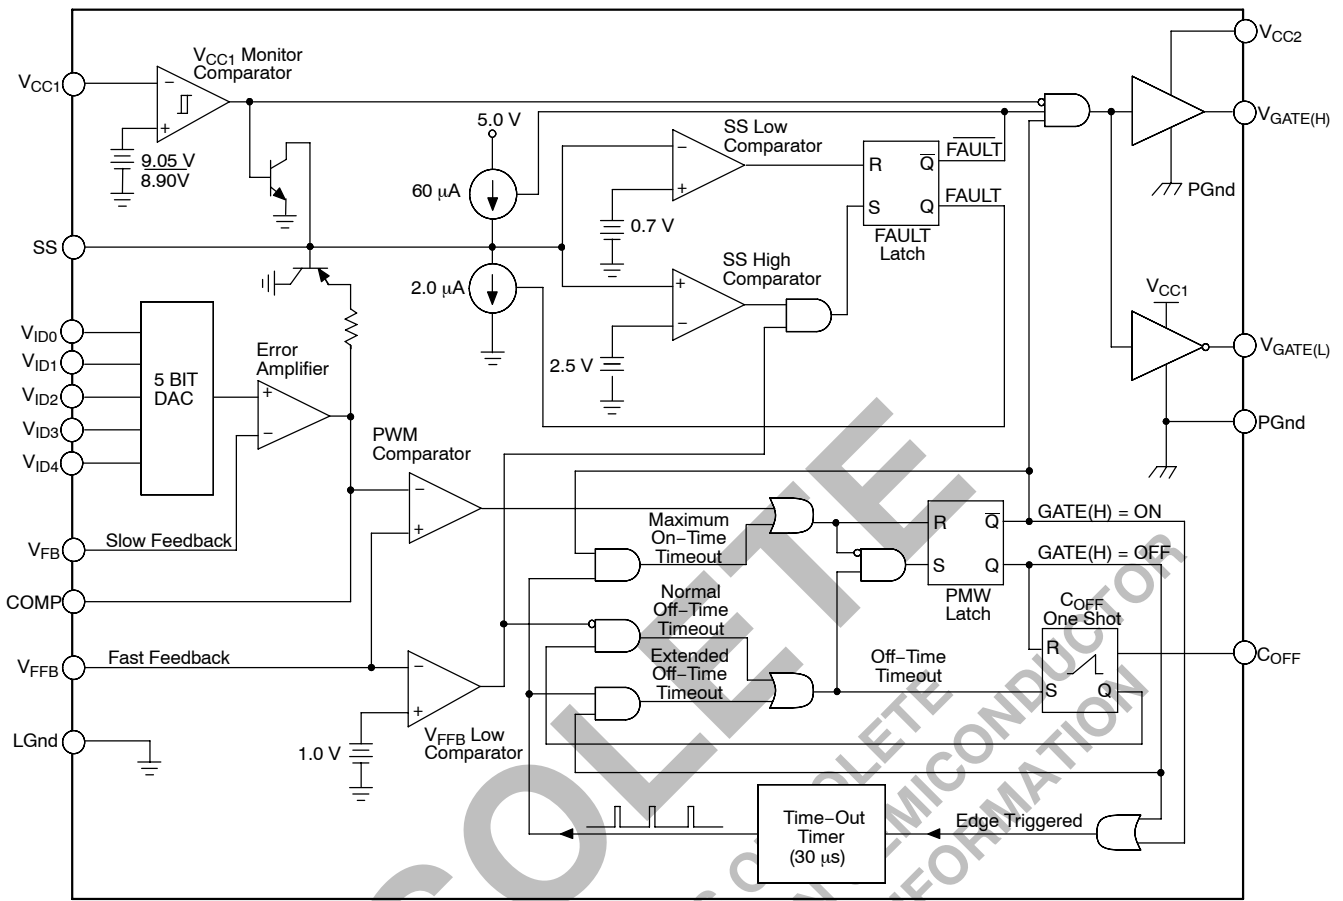 VCC1
VCC1 Monitor
Comparator
−
+
9.05 V
8.90V
SS
5.0 V
60 μA
2.0 μA
SS Low
Comparator
−
+
0.7 V
SS High
Comparator
+
−
2.5 V
R
Q
S
Q
FAULT
Latch
FAULT
FAULT
VCC2
VGATE(H)
PGnd
VCC1
VGATE(L)
PGnd
VID0
VID1
VID2
VID3
VID4
5 BIT
DAC
Error
Amplifier
+
−
PWM
Comparator
−
+
VFB
Slow Feedback
COMP
VFFB
Fast Feedback
−
+
VFFB Low
Comparator
1.0 V
LGnd
Maximum
On−Time
Timeout
Normal
Off−Time
Timeout
Extended
Off−Time
Timeout
R
Q
S
Q
PMW
Latch
GATE(H) = ON
GATE(H) = OFF
COFF
One Shot
R
S
Q
COFF
Off−Time
Timeout
Time−Out
Timer
(30 μs)
Edge Triggered
OLETE
OLETE
SEMICONDUCTOR
INFORMATION